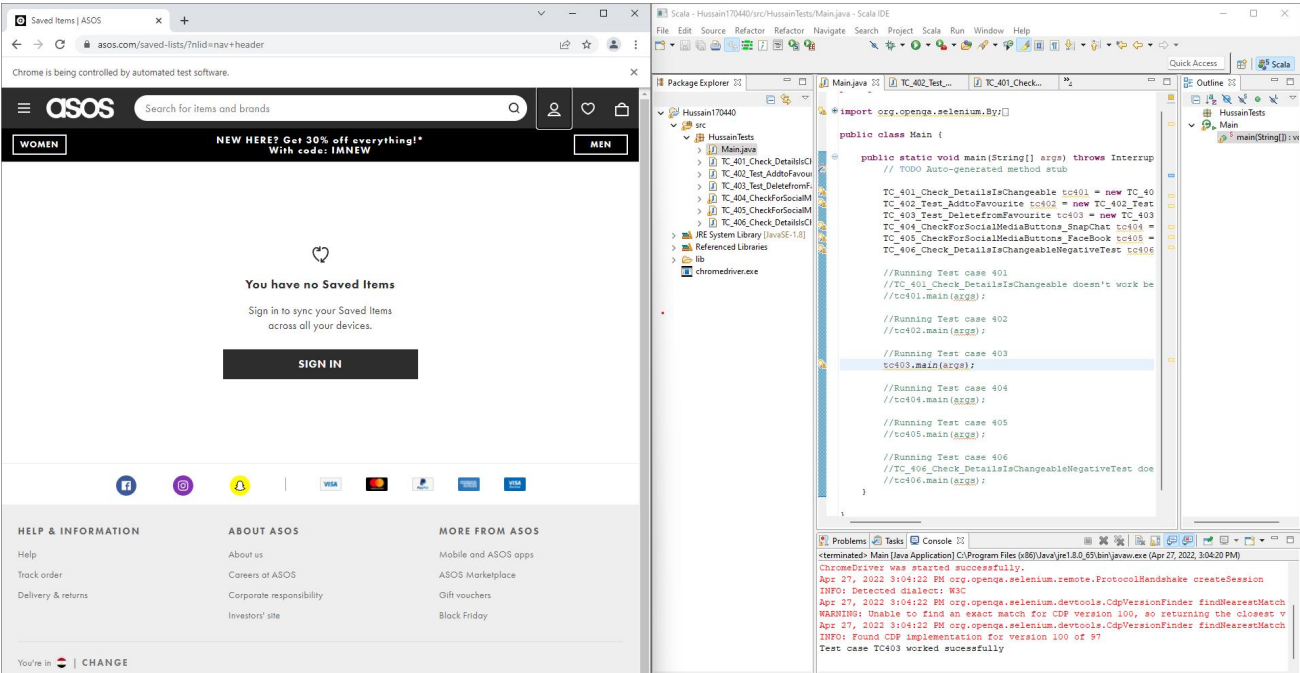 Saved Items | ASOS
asos.com/saved-lists/?nlid=nav+header
Chrome is being controlled by automated test software.
asos
Search for items and brands
WOMEN
NEW HERE? Get 30% off everything!*
With code: IMNEW
MEN
You have no Saved Items
Sign in to sync your Saved Items
across all your devices.
SIGN IN
VISA
HELP & INFORMATION
Help
Track order
Delivery & returns
ABOUT ASOS
About us
Careers at ASOS
Corporate responsibility
Investors' site
MORE FROM ASOS
Mobile and ASOS apps
ASOS Marketplace
Gift vouchers
Black Friday
You're in | CHANGE
Scala - Hussain170440/src/HussainTests/Main.java - Scala IDE
File Edit Source Refactor Refactor Navigate Search Project Scala Run Window Help
Quick Access
Scala
Package Explorer
Hussain170440
src
HussainTests
Main.java
TC_401_Check_DetailsIsCh
TC_402_Test_AddtoFavou
TC_403_Test_DeletefromF
TC_404_CheckForSocialM
TC_405_CheckForSocialM
TC_406_Check_DetailsIsCh
JRE System Library [JavaSE-1.8]
Referenced Libraries
lib
chromedriver.exe
Main.java TC_402_Test_... TC_401_Check...
import org.openqa.selenium.By;
public class Main {
public static void main(String[] args) throws Interrup
// TODO Auto-generated method stub
TC_401_Check_DetailsIsChangeable tc401 = new TC_40
TC_402_Test_AddtoFavourite tc402 = new TC_402_Test
TC_403_Test_DeletefromFavourite tc403 = new TC_403
TC_404_CheckForSocialMediaButtons_SnapChat tc404 =
TC_405_CheckForSocialMediaButtons_FaceBook tc405 =
TC_406_Check_DetailsIsChangeableNegativeTest tc406
//Running Test case 401
//TC_401_Check_DetailsIsChangeable doesn't work be
//tc401.main(args);
//Running Test case 402
//tc402.main(args);
//Running Test case 403
tc403.main(args);
//Running Test case 404
//tc404.main(args);
//Running Test case 405
//tc405.main(args);
//Running Test case 406
//TC_406_Check_DetailsIsChangeableNegativeTest doe
//tc406.main(args);
}
}
Outline
HussainTests
Main
main(String[]) : vo
Problems Tasks Console
<terminated> Main [Java Application] C:\Program Files (x86)\Java\jre1.8.0_65\bin\javaw.exe (Apr 27, 2022, 3:04:20 PM)
ChromeDriver was started successfully.
Apr 27, 2022 3:04:22 PM org.openqa.selenium.remote.ProtocolHandshake createSession
INFO: Detected dialect: W3C
Apr 27, 2022 3:04:22 PM org.openqa.selenium.devtools.CdpVersionFinder findNearestMatch
WARNING: Unable to find an exact match for CDP version 100, so returning the closest v
Apr 27, 2022 3:04:22 PM org.openqa.selenium.devtools.CdpVersionFinder findNearestMatch
INFO: Found CDP implementation for version 100 of 97
Test case TC403 worked sucessfully